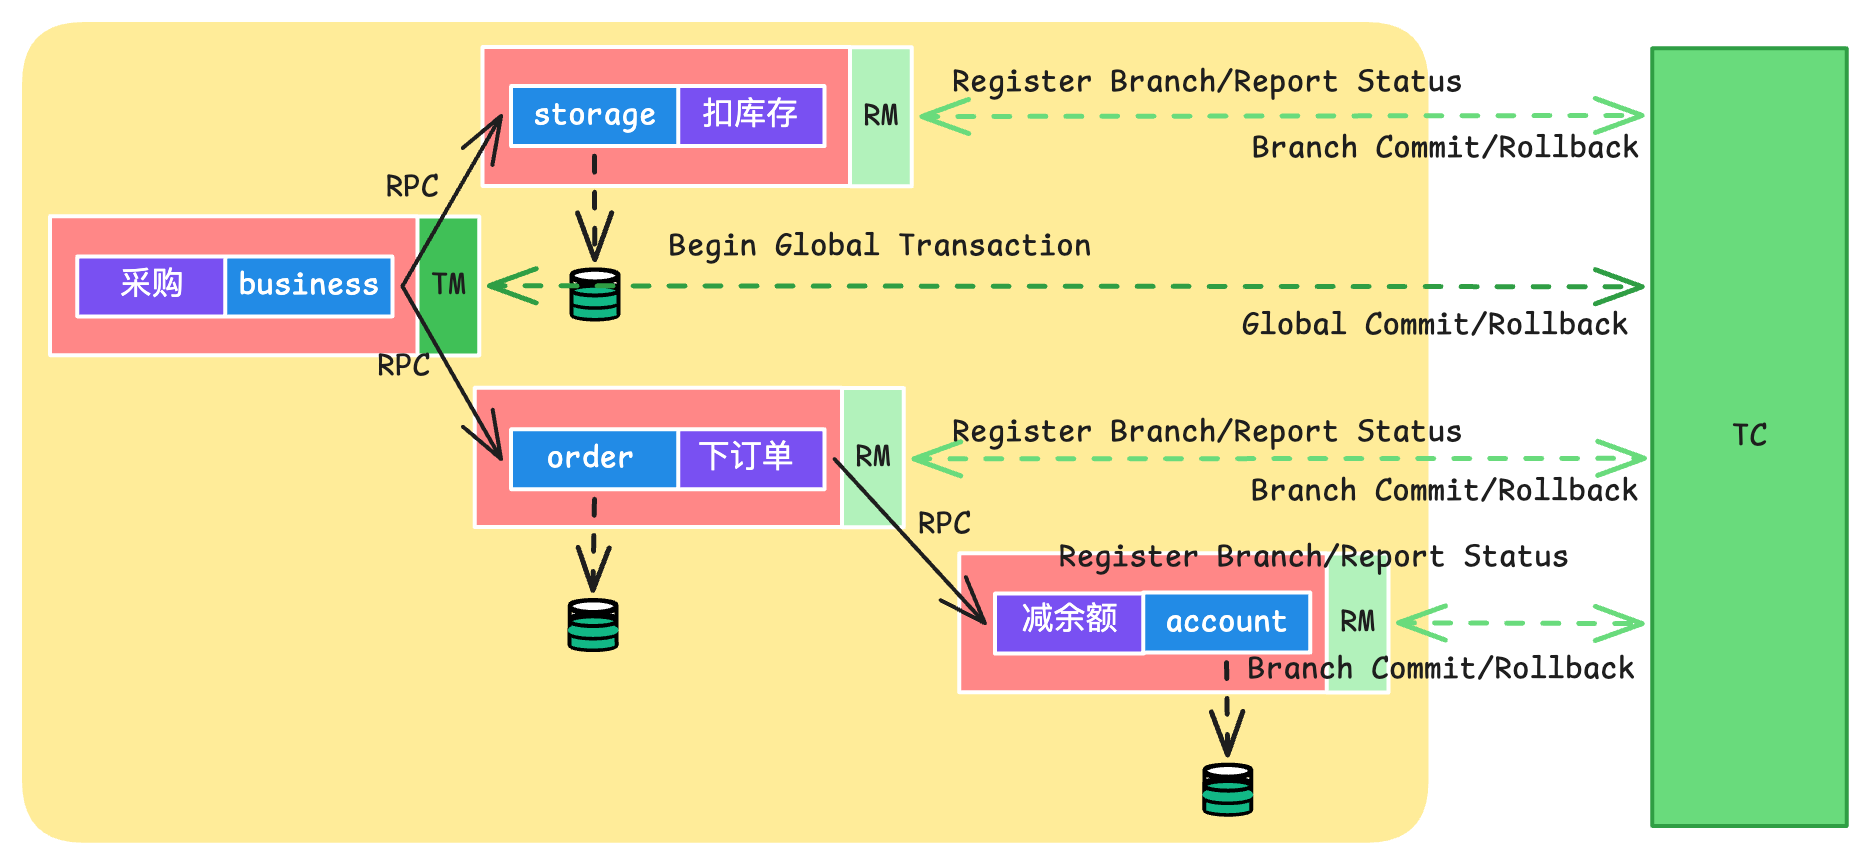 Register Branch/Report Status
storage 扣库存 RM
Branch Commit/Rollback
RPC
Begin Global Transaction
采购 business TM
Global Commit/Rollback
RPC
Register Branch/Report Status
TC
order 下订单 RM
Branch Commit/Rollback
RPC
Register Branch/Report Status
减余额 account RM
Branch Commit/Rollback